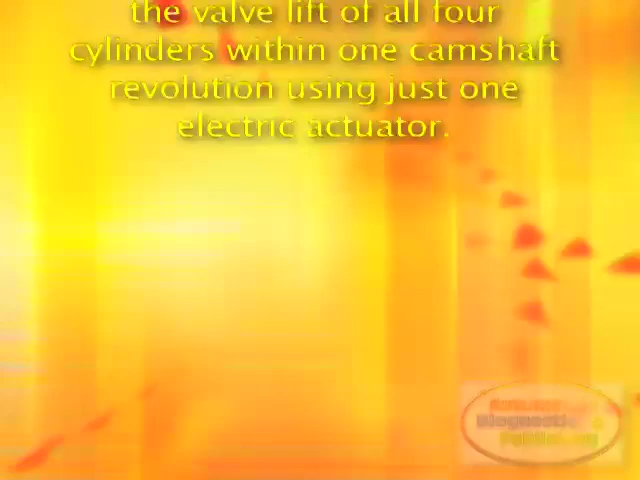 the valve lift of all four
cylinders within one camshaft
revolution using just one
electric actuator.